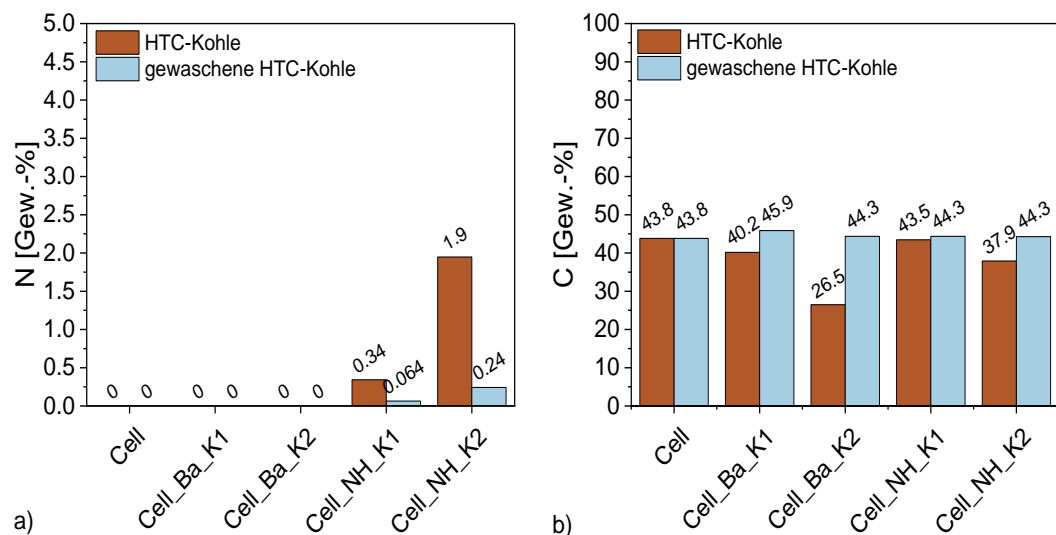 5.0
4.5
4.0
3.5
3.0
2.5
2.0
1.5
1.0
0.5
0.0
N [Gew.-%]
HTC-Kohle
gewaschene HTC-Kohle
0 0 0 0 0 0 0.34 0.064 1.9 0.24
Cell
Cell_Ba_K1
Cell_Ba_K2
Cell_NH_K1
Cell_NH_K2
a)
100
90
80
70
60
50
40
30
20
10
0
C [Gew.-%]
HTC-Kohle
gewaschene HTC-Kohle
43.8 43.8 40.2 45.9 26.5 44.3 43.5 44.3 37.9 44.3
Cell
Cell_Ba_K1
Cell_Ba_K2
Cell_NH_K1
Cell_NH_K2
b)